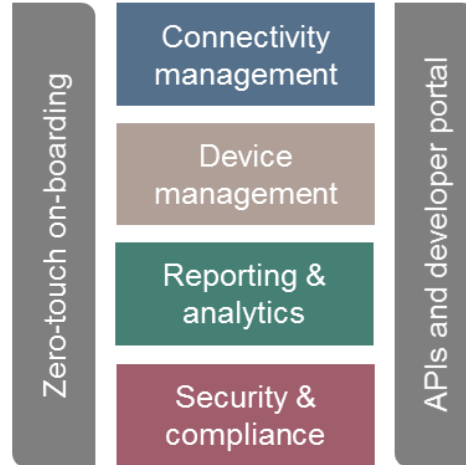 Zero-touch on-boarding
Connectivity
management
Device
management
Reporting &
analytics
Security &
compliance
APIs and developer portal